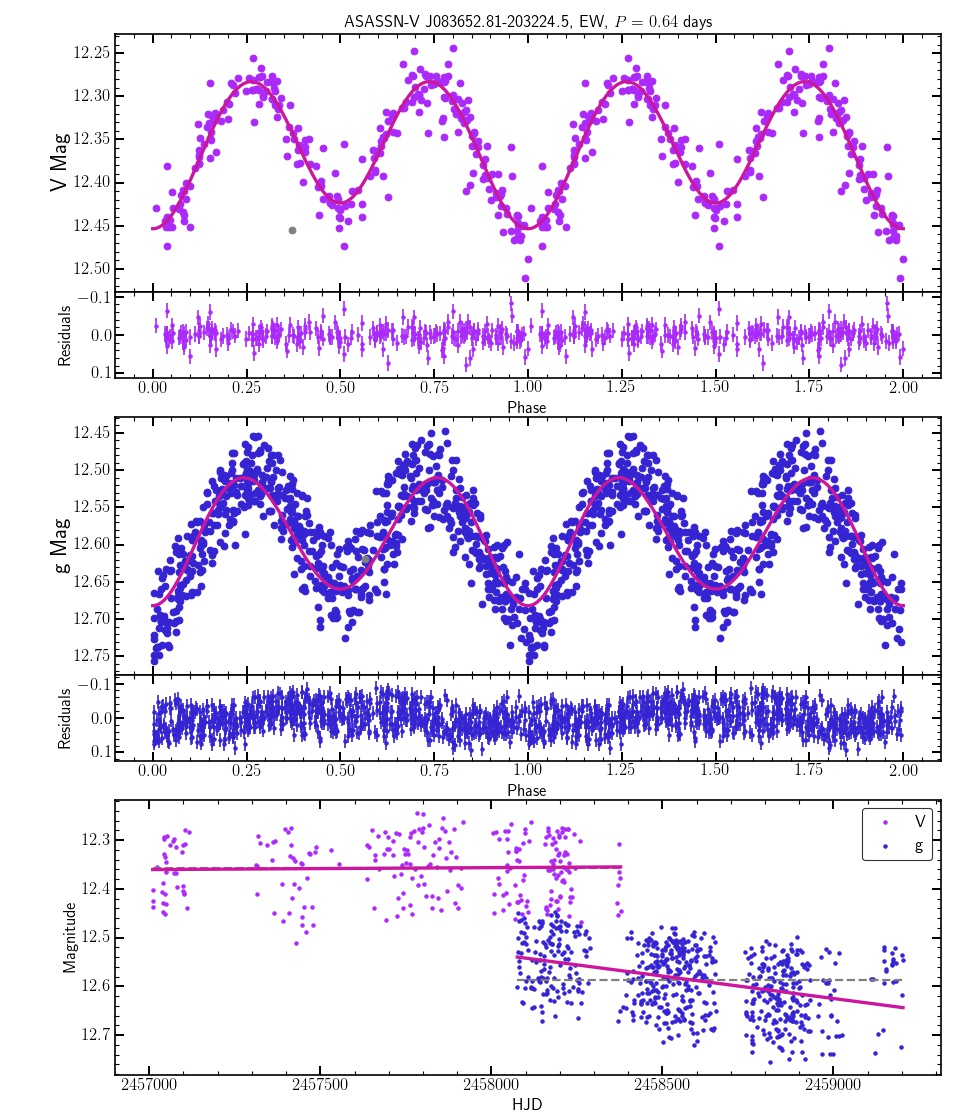 ASASSN-V J083652.81-203224.5, EW, P = 0.64 days
V Mag
12.25
12.30
12.35
12.40
12.45
12.50
Residuals
−0.1
0.0
0.1
0.00 0.25 0.50 0.75 1.00 1.25 1.50 1.75 2.00
Phase
g Mag
12.45
12.50
12.55
12.60
12.65
12.70
12.75
Residuals
−0.1
0.0
0.1
0.00 0.25 0.50 0.75 1.00 1.25 1.50 1.75 2.00
Phase
V
g
Magnitude
12.3
12.4
12.5
12.6
12.7
2457000 2457500 2458000 2458500 2459000
HJD